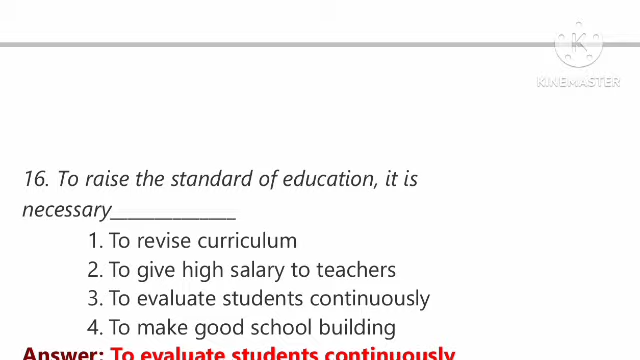 K
KINEMASTER
16. To raise the standard of education, it is
necessary______________
1. To revise curriculum
2. To give high salary to teachers
3. To evaluate students continuously
4. To make good school building
Answer: To evaluate students continuously